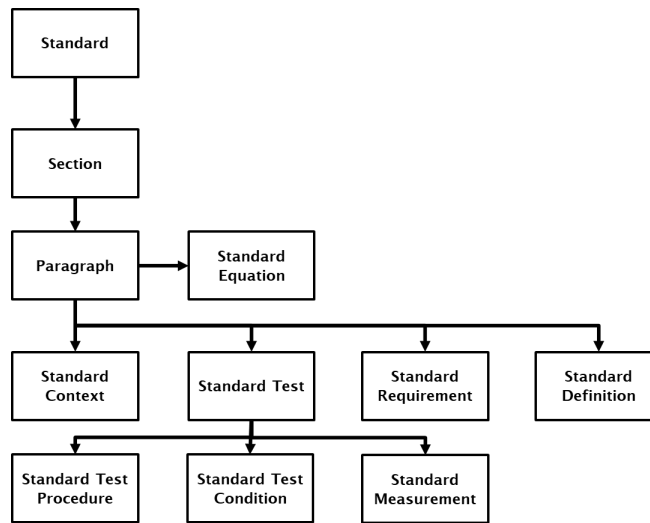 Standard
Section
Paragraph
Standard
Equation
Standard
Context
Standard Test
Standard
Requirement
Standard
Definition
Standard Test
Procedure
Standard Test
Condition
Standard
Measurement